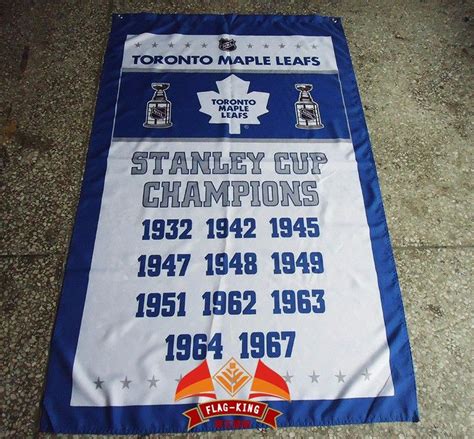 TORONTO MAPLE LEAFS
TORONTO
MAPLE
LEAFS
STANLEY CUP
CHAMPIONS
1932 1942 1945
1947 1948 1949
1951 1962 1963
1964 1967
FLAG-KING